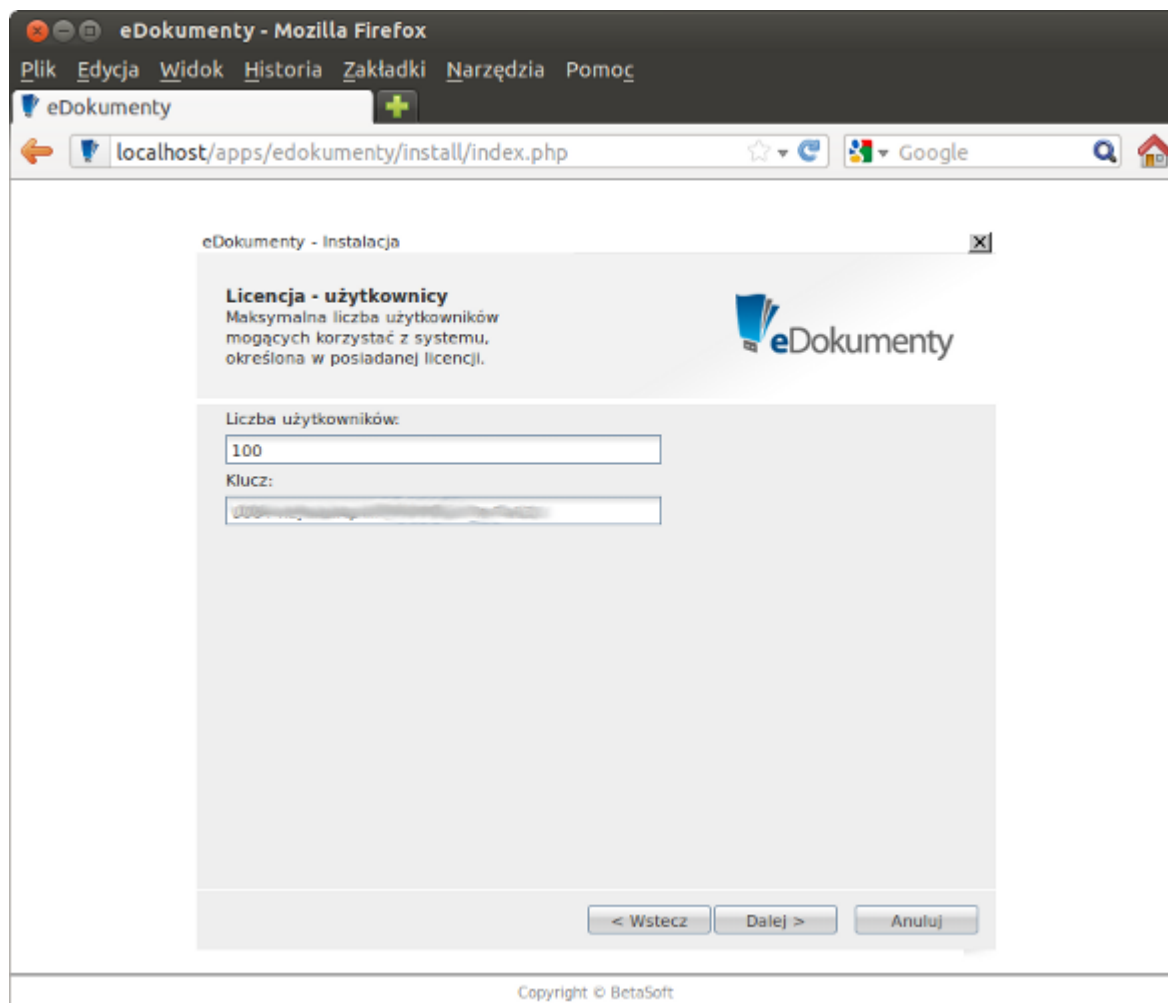 eDokumenty - Mozilla Firefox
Plik Edycja Widok Historia Zakładki Narzędzia Pomoc
eDokumenty
localhost/apps/edokumenty/install/index.php Google
eDokumenty - Instalacja
Licencja - użytkownicy
Maksymalna liczba użytkowników
mogących korzystać z systemu,
określona w posiadanej licencji.
eDokumenty
Liczba użytkowników:
100
Klucz:
< Wstecz Dalej > Anuluj
Copyright © BetaSoft